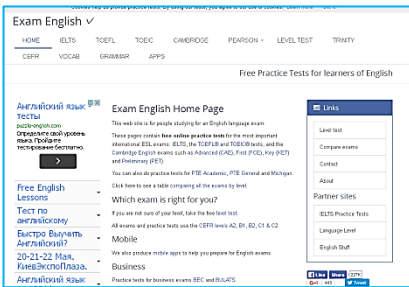 Exam English ✓
HOME IELTS TOEFL TOEIC CAMBRIDGE PEARSON LEVEL TEST TRINITY
CEFR VOCAB GRAMMAR APPS
Free Practice Tests for learners of English
Английский язык тесты
puzzle-english.com
Определите свой уровень языка. Пройдите тестирование бесплатно.
Free English Lessons
Тест по английскому
Быстро Выучить Английский?
20-21-22 Мая, КиевЭкспоПлаза.
Английский язык
Exam English Home Page
This web site is for people studying for an English language exam.
These pages contain free online practice tests for the most important
international ESL exams: IELTS, the TOEFL® and TOEIC® tests, and the
Cambridge English exams such as Advanced (CAE), First (FCE), Key (KET)
and Preliminary (PET).
You can also do practice tests for PTE Academic, PTE General and Michigan.
Click here to see a table comparing all the exams by level.
Which exam is right for you?
If you are not sure of your level, take the free level test.
All exams and practice tests use the CEFR levels A2, B1, B2, C1 & C2.
Mobile
We also produce mobile apps to help you prepare for English exams
Business
Practice tests for business exams BEC and BULATS
Links
Level test
Compare exams
Contact
About
Partner sites
IELTS Practice Tests
Language Level
English Stuff
Like Share
G+1 Tweet